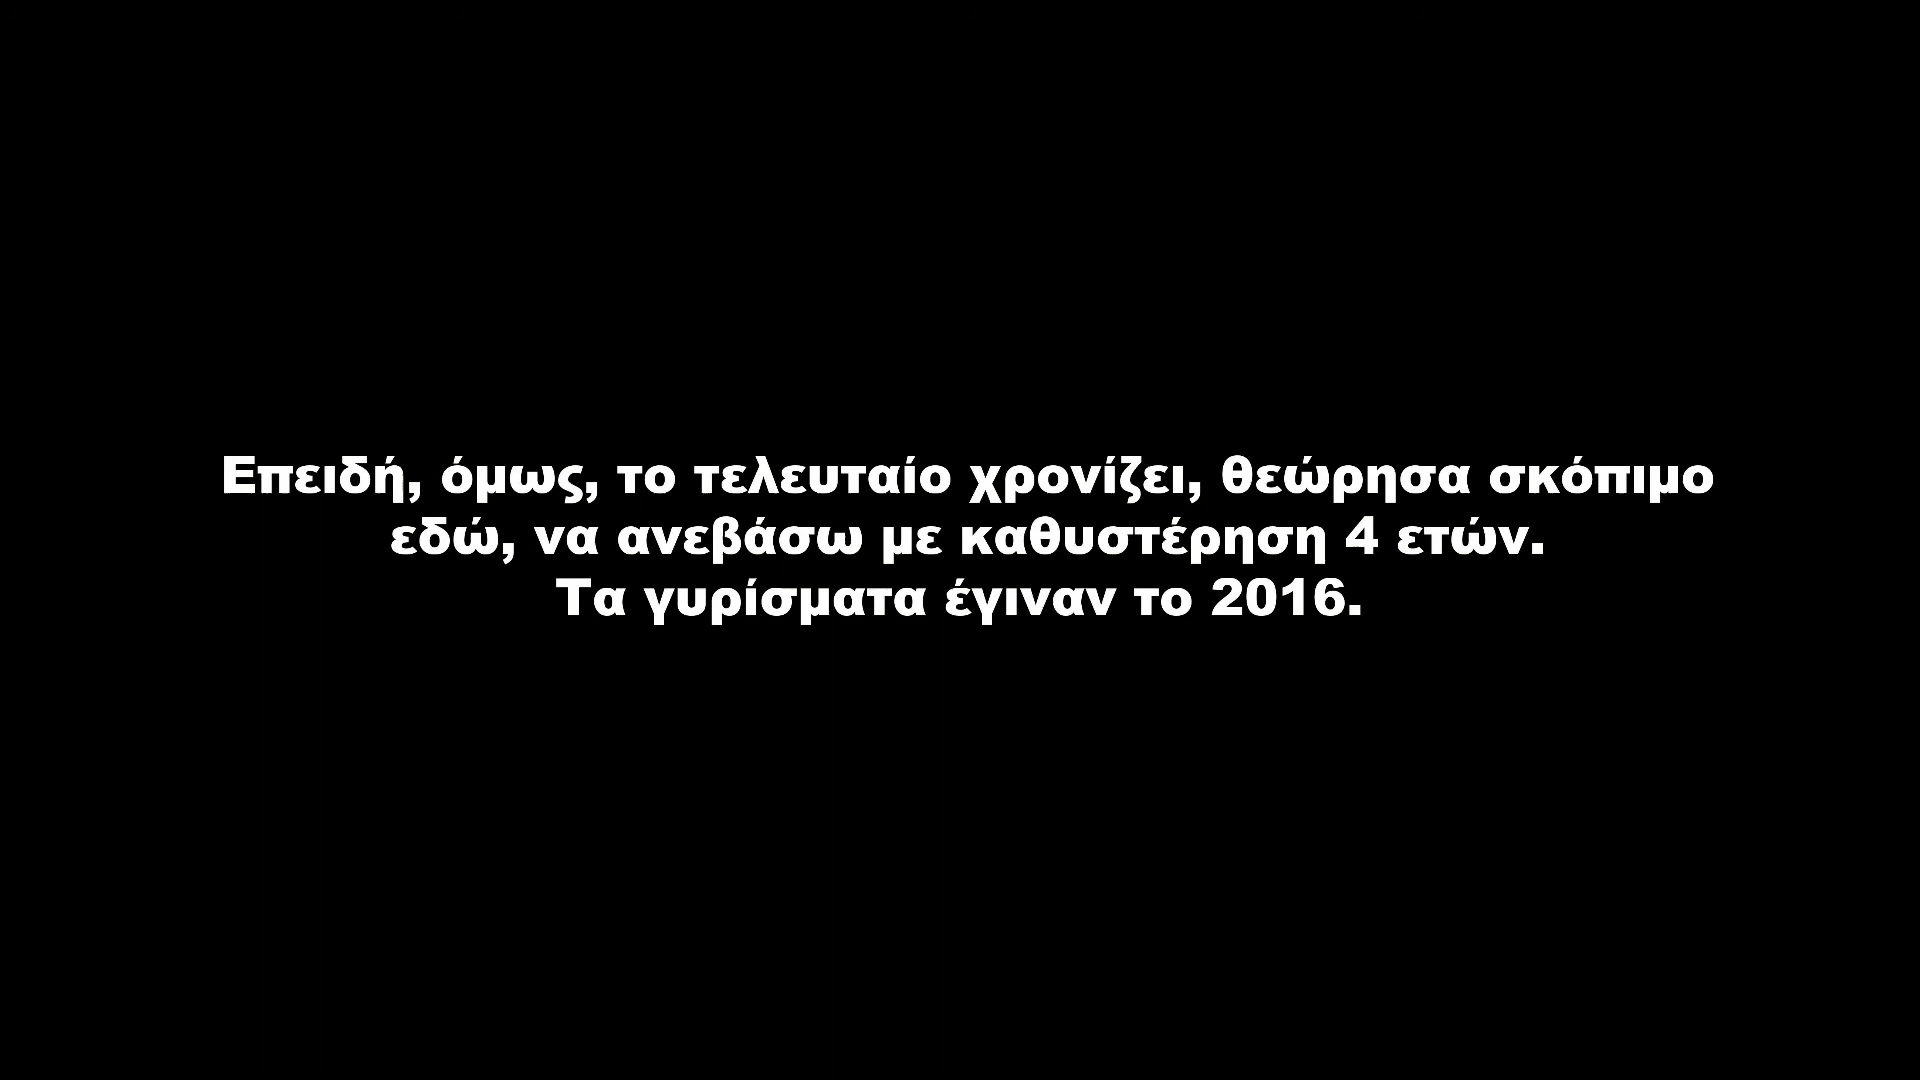 Επειδή, όμως, το τελευταίο χρονίζει, θεώρησα σκόπιμο
εδώ, να ανεβάσω με καθυστέρηση 4 ετών.
Τα γυρίσματα έγιναν το 2016.